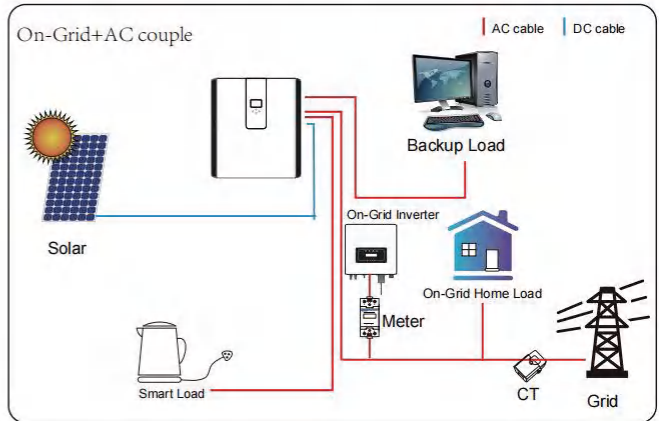 On-Grid+AC couple
AC cable
DC cable
Backup Load
On-Grid Inverter
Solar
On-Grid Home Load
Meter
Smart Load
CT
Grid